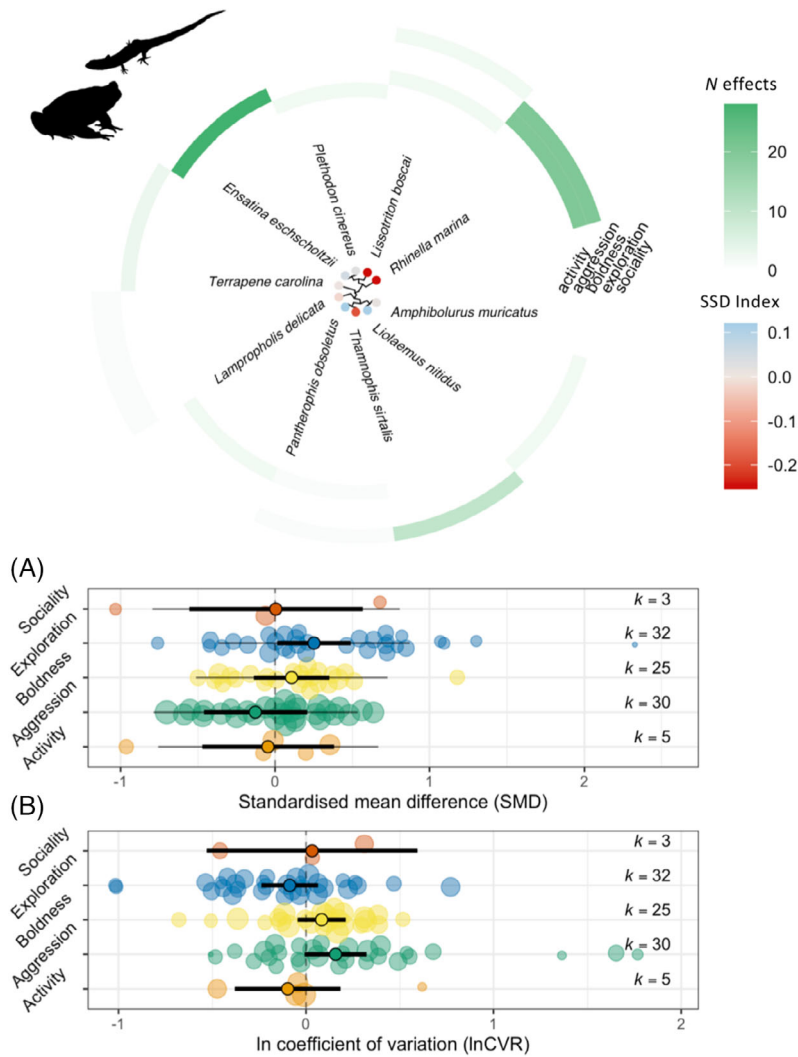 N effects
20
10
0
SSD Index
0.1
0.0
-0.1
-0.2
activity
aggression
boldness
exploration
sociality
Plethodon cinereus
Lissotriton boscai
Ensatina eschscholtzii
Rhinella marina
Terrapene carolina
Amphibolurus muricatus
Lampropholis delicata
Liolaemus nitidus
Pantherophis obsoletus
Thamnophis sirtalis
(A)
Sociality
Exploration
Boldness
Aggression
Activity
k = 3
k = 32
k = 25
k = 30
k = 5
-1 0 1 2
Standardised mean difference (SMD)
(B)
Sociality
Exploration
Boldness
Aggression
Activity
k = 3
k = 32
k = 25
k = 30
k = 5
-1 0 1 2
ln coefficient of variation (lnCVR)